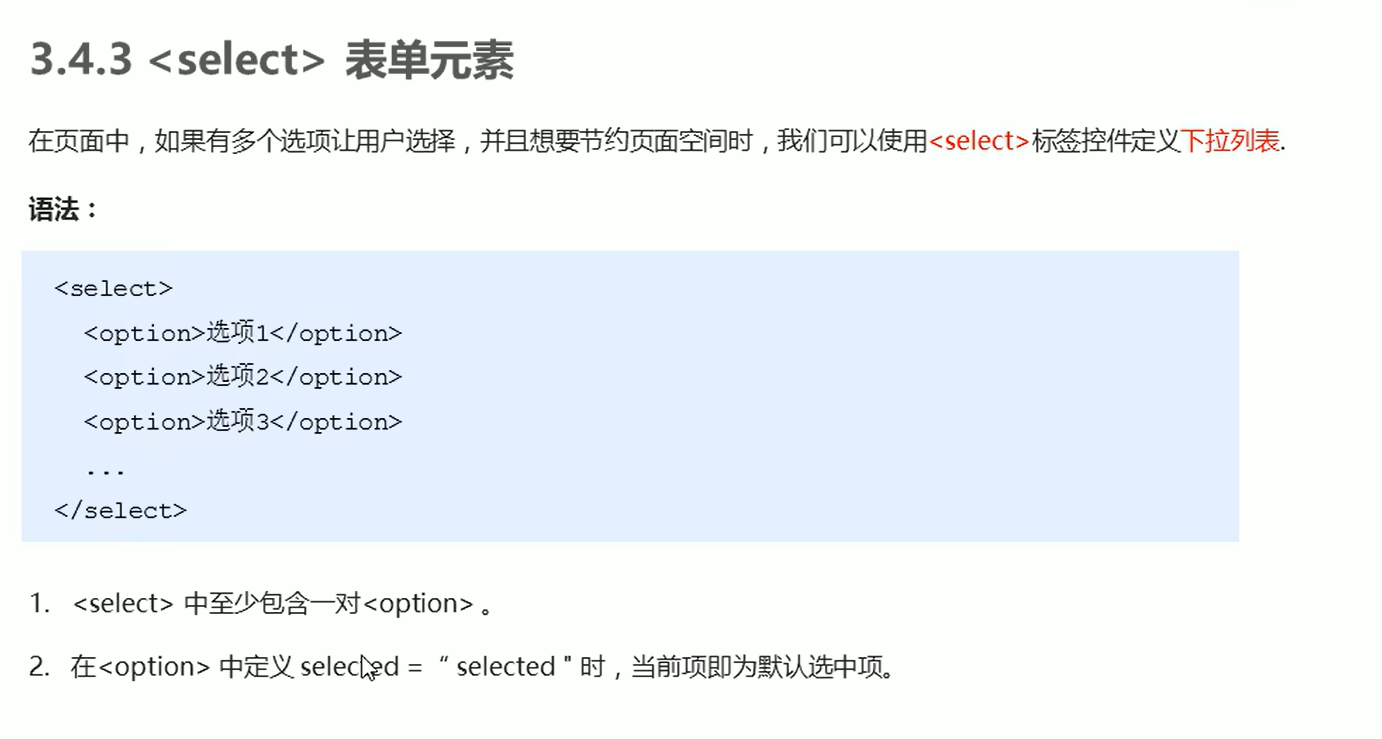 3.4.3 <select> 表单元素
在页面中，如果有多个选项让用户选择，并且想要节约页面空间时，我们可以使用<select>标签控件定义下拉列表.
语法：
<select>
<option>选项1</option>
<option>选项2</option>
<option>选项3</option>
...
</select>
1. <select> 中至少包含一对<option> 。
2. 在<option> 中定义 selected = “ selected " 时，当前项即为默认选中项。